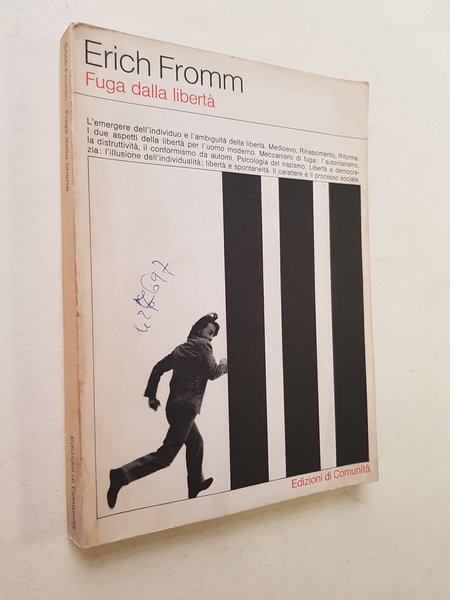 Erich Fromm
Fuga dalla libertà
L'emergere dell'individuo e l'ambiguità della libertà. Medioevo, Rinascimento, Riforma.
I due aspetti della libertà per l'uomo moderno. Meccanismi di fuga: l'autoritarismo,
la distruttività, il conformismo da automi. Psicologia del nazismo. Libertà e democra-
zia: l'illusione dell'individualità; libertà e spontaneità. Il carattere e il processo sociale.
Edizioni di Comunità
Erich Fromm Fuga dalla libertà
Edizioni di Comunità